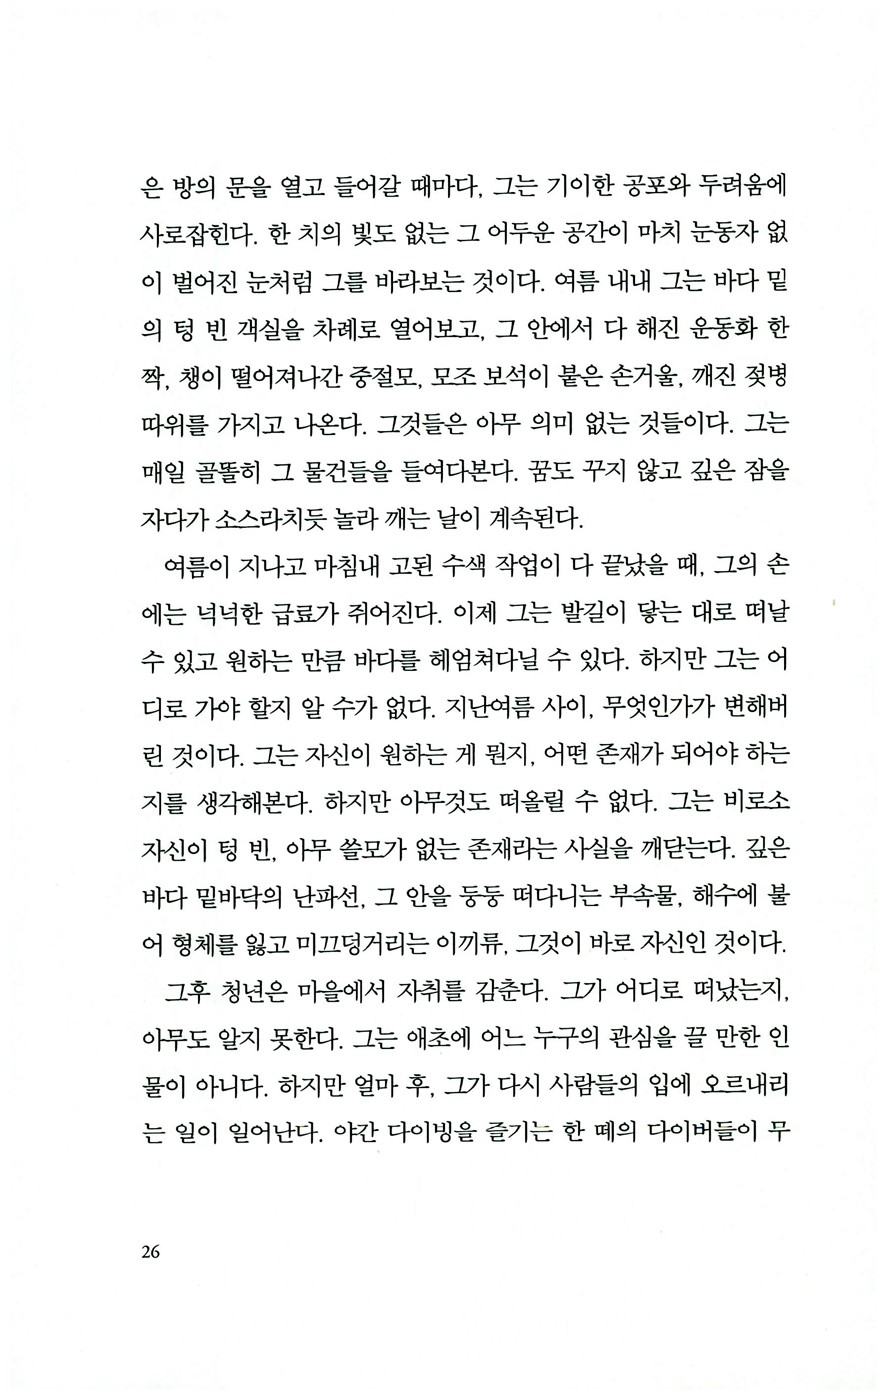 은 방의 문을 열고 들어갈 때마다, 그는 기이한 공포와 두려움에
사로잡힌다. 한 치의 빛도 없는 그 어두운 공간이 마치 눈동자 없
이 벌어진 눈처럼 그를 바라보는 것이다. 여름 내내 그는 바다 밑
의 텅 빈 객실을 차례로 열어보고, 그 안에서 다 해진 운동화 한
짝, 챙이 떨어져나간 중절모, 모조 보석이 붙은 손거울, 깨진 젖병
따위를 가지고 나온다. 그것들은 아무 의미 없는 것들이다. 그는
매일 골똘히 그 물건들을 들여다본다. 꿈도 꾸지 않고 깊은 잠을
자다가 소스라치듯 놀라 깨는 날이 계속된다.
여름이 지나고 마침내 고된 수색 작업이 다 끝났을 때, 그의 손
에는 넉넉한 급료가 쥐어진다. 이제 그는 발길이 닿는 대로 떠날
수 있고 원하는 만큼 바다를 헤엄쳐다닐 수 있다. 하지만 그는 어
디로 가야 할지 알 수가 없다. 지난여름 사이, 무엇인가가 변해버
린 것이다. 그는 자신이 원하는 게 뭔지, 어떤 존재가 되어야 하는
지를 생각해본다. 하지만 아무것도 떠올릴 수 없다. 그는 비로소
자신이 텅 빈, 아무 쓸모가 없는 존재라는 사실을 깨닫는다. 깊은
바다 밑바닥의 난파선, 그 안을 둥둥 떠다니는 부속물, 해수에 불
어 형체를 잃고 미끄덩거리는 이끼류, 그것이 바로 자신인 것이다.
그후 청년은 마을에서 자취를 감춘다. 그가 어디로 떠났는지,
아무도 알지 못한다. 그는 애초에 어느 누구의 관심을 끌 만한 인
물이 아니다. 하지만 얼마 후, 그가 다시 사람들의 입에 오르내리
는 일이 일어난다. 야간 다이빙을 즐기는 한 떼의 다이버들이 무
26